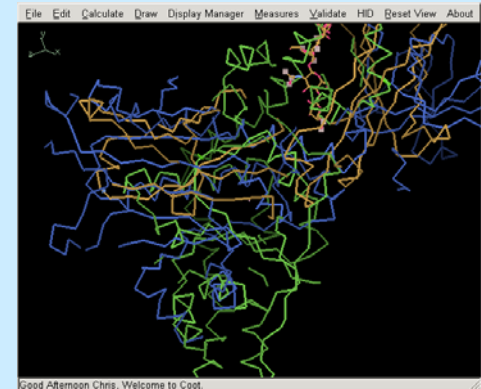 File Edit Calculate Draw Display Manager Measures Validate HID Reset View About
Y
X
Good Afternoon Chris, Welcome to Coot.